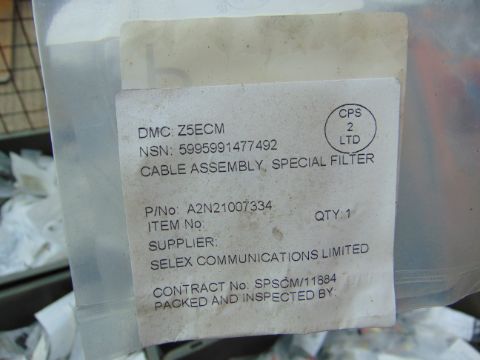 DMC: Z5ECM
NSN: 5995991477492
CABLE ASSEMBLY, SPECIAL FILTER
CPS
2
LTD
P/No: A2N21007334
ITEM No:
QTY 1
SUPPLIER:
SELEX COMMUNICATIONS LIMITED
CONTRACT No. SPSCM/11884
PACKED AND INSPECTED BY: